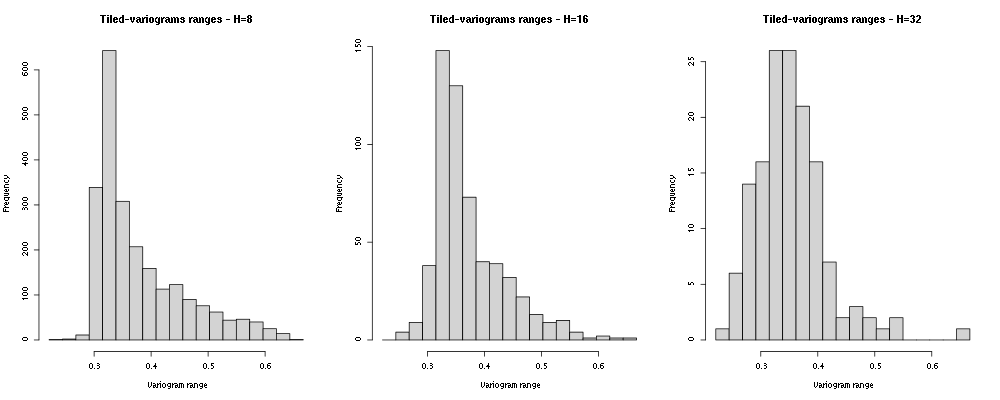 Tiled-variograms ranges - H=8
Frequency
600
500
400
300
200
100
0
0.3 0.4 0.5 0.6
Variogram range
Tiled-variograms ranges - H=16
Frequency
150
100
50
0
0.3 0.4 0.5 0.6
Variogram range
Tiled-variograms ranges - H=32
Frequency
25
20
15
10
5
0
0.3 0.4 0.5 0.6
Variogram range